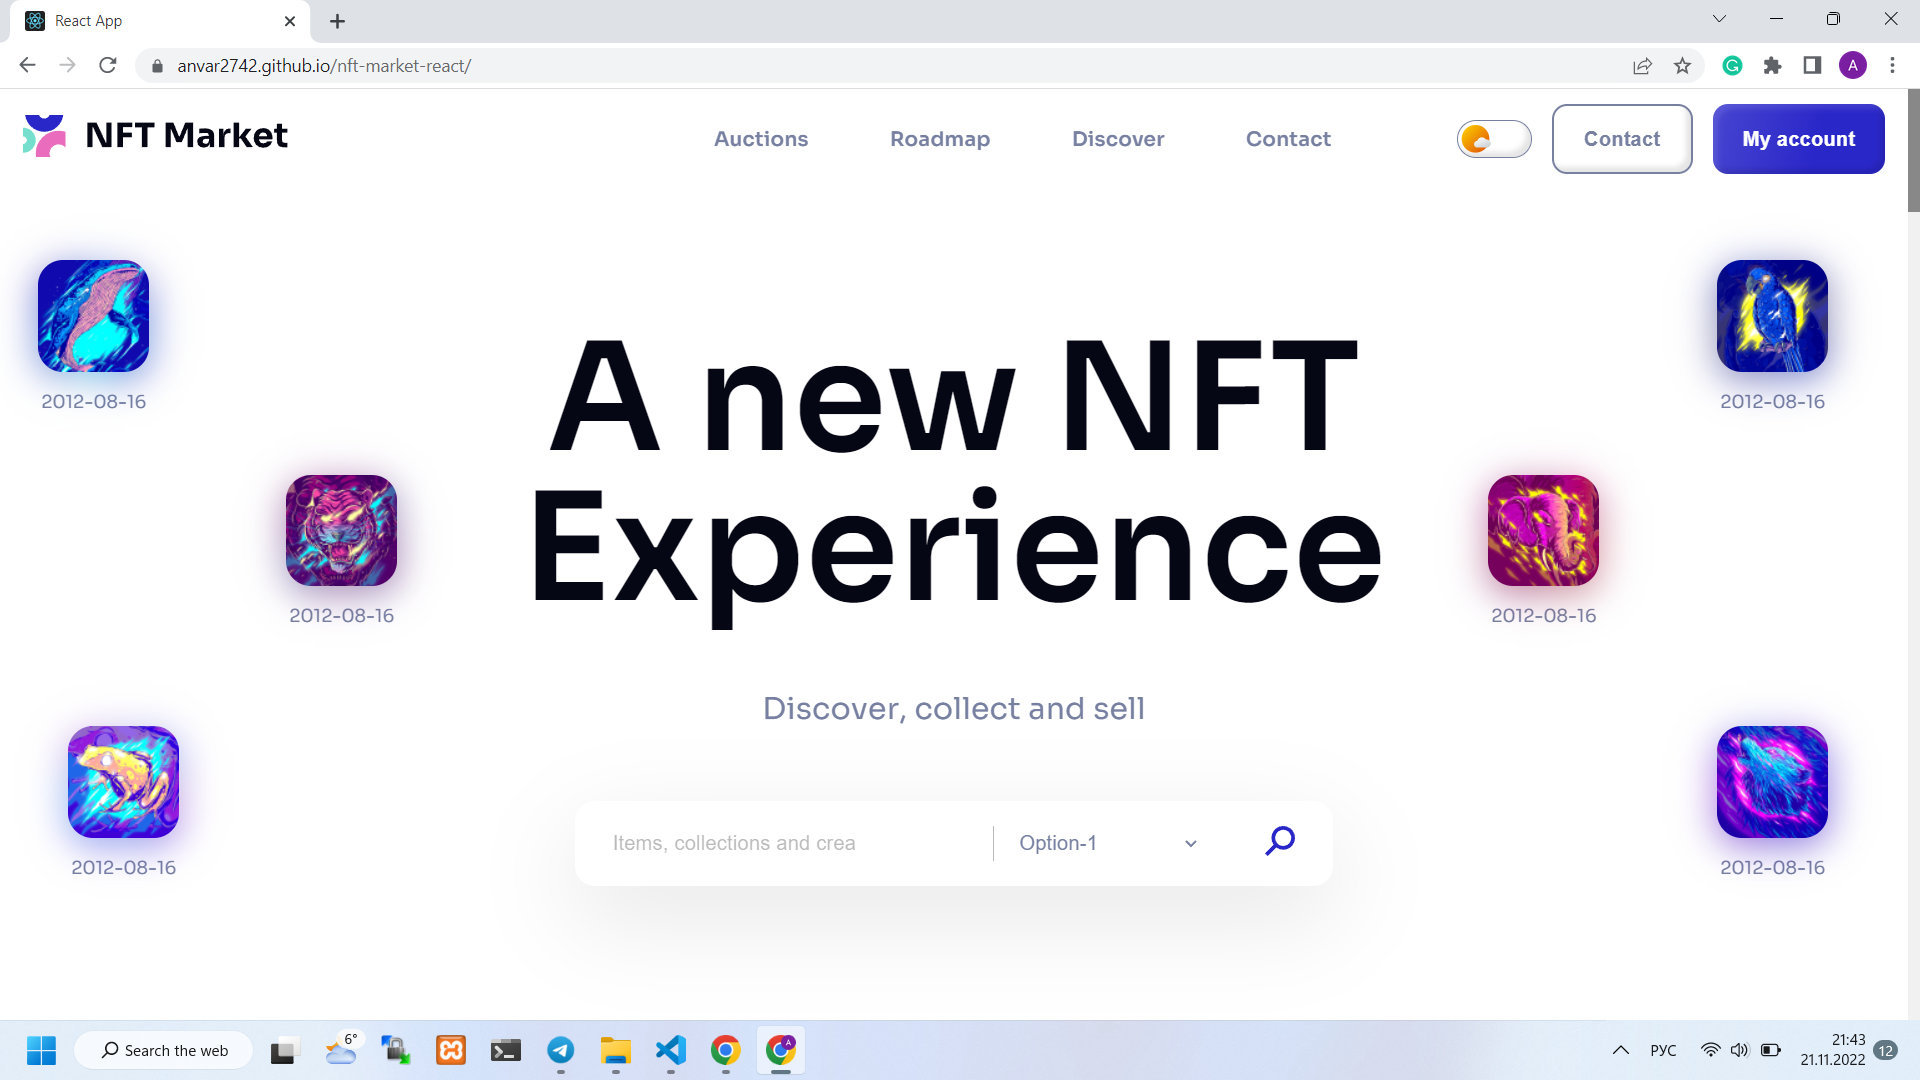 React App
anvar2742.github.io/nft-market-react/
A
NFT Market
Auctions
Roadmap
Discover
Contact
Contact
My account
2012-08-16
2012-08-16
A new NFT
Experience
2012-08-16
2012-08-16
Discover, collect and sell
Items, collections and crea
Option-1
2012-08-16
2012-08-16
Search the web
6°
A
РУС
21:43
21.11.2022
12